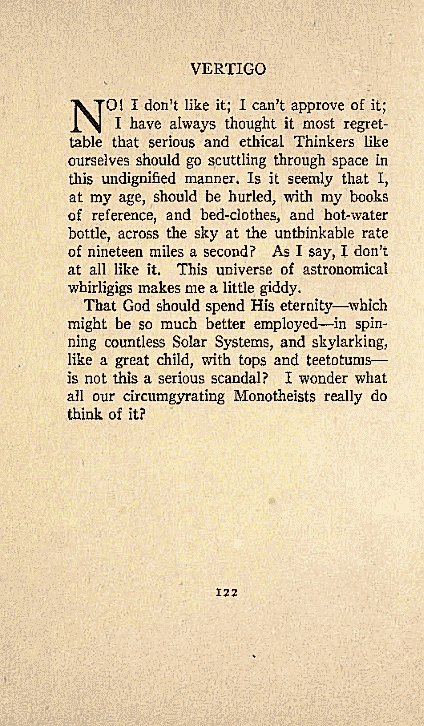 VERTIGO
NO! I don't like it; I can't approve of it;
I have always thought it most regret-
table that serious and ethical Thinkers like
ourselves should go scuttling through space in
this undignified manner. Is it seemly that I,
at my age, should be hurled, with my books
of reference, and bed-clothes, and hot-water
bottle, across the sky at the unthinkable rate
of nineteen miles a second? As I say, I don't
at all like it. This universe of astronomical
whirligigs makes me a little giddy.
That God should spend His eternity—which
might be so much better employed—in spin-
ning countless Solar Systems, and skylarking,
like a great child, with tops and teetotums—
is not this a serious scandal? I wonder what
all our circumgyrating Monotheists really do
think of it?
122